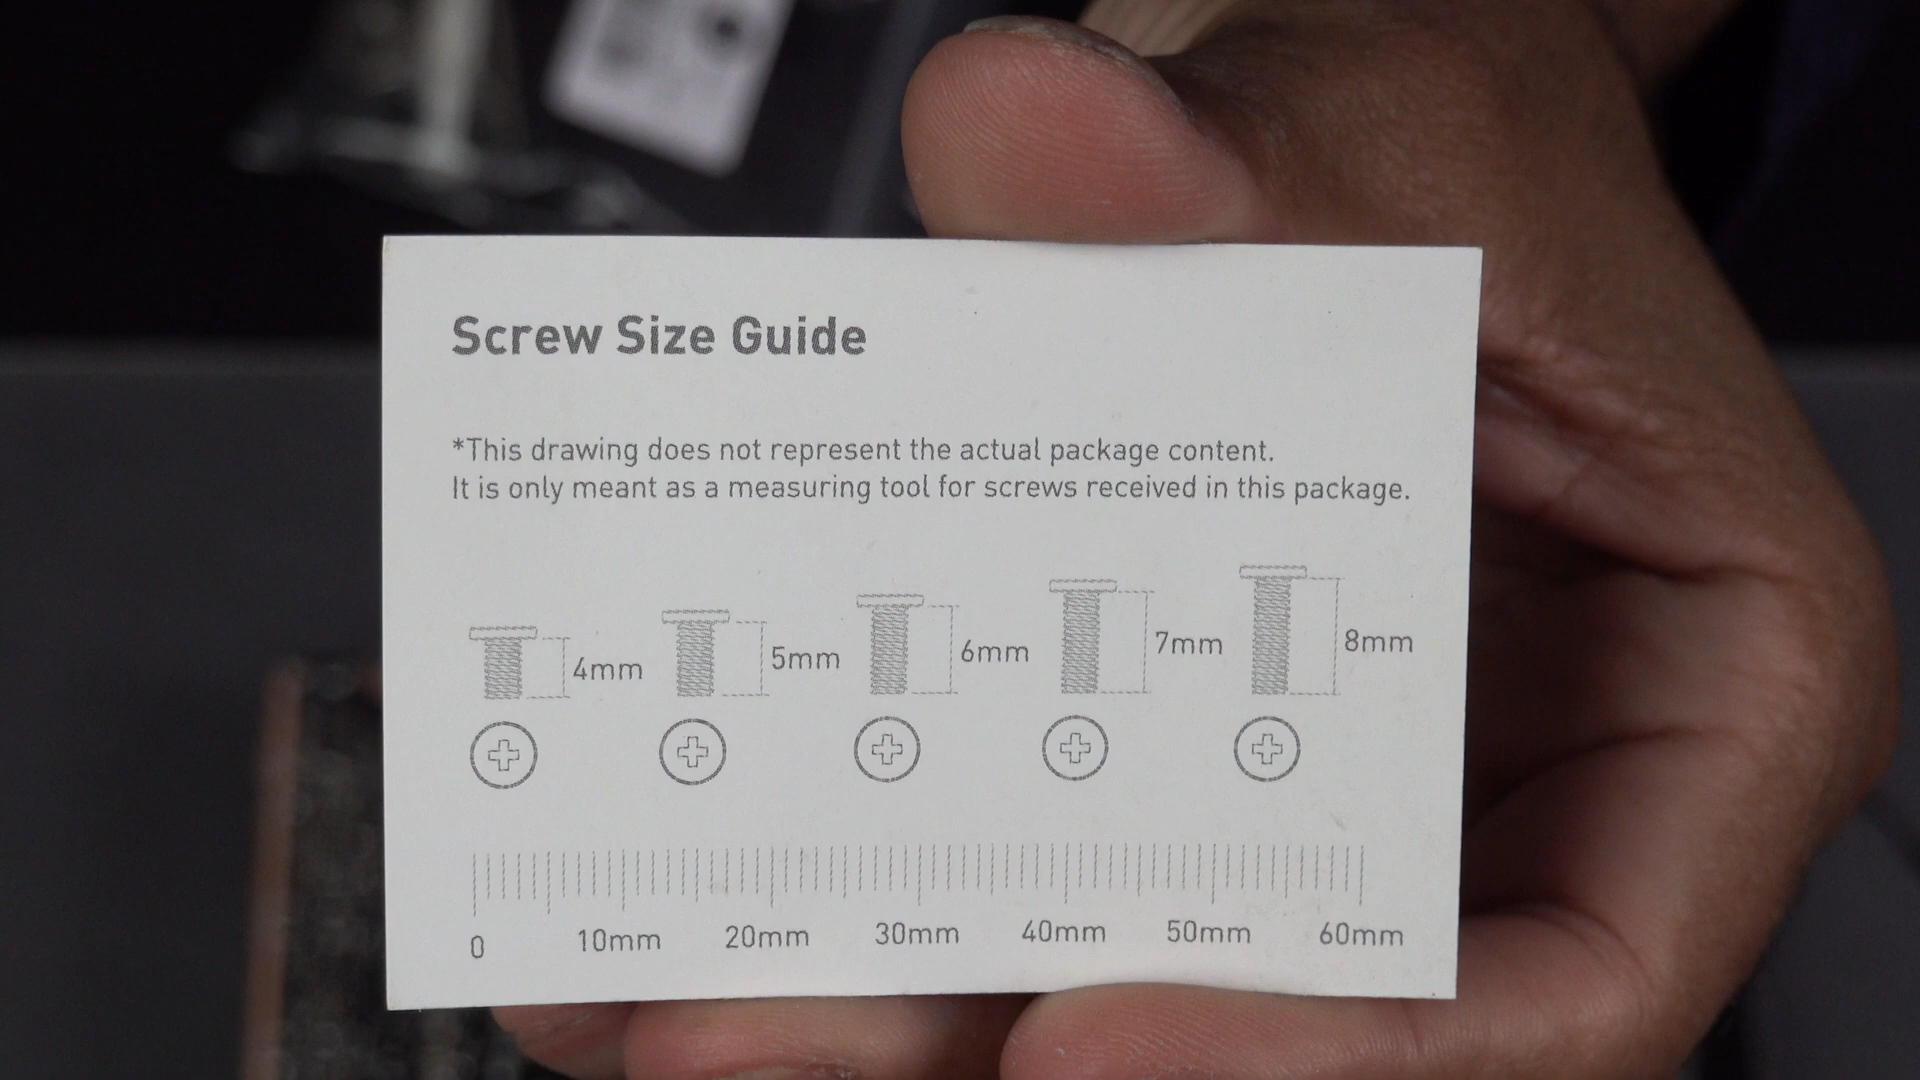 Screw Size Guide
*This drawing does not represent the actual package content.
It is only meant as a measuring tool for screws received in this package.
4mm 5mm 6mm 7mm 8mm
0 10mm 20mm 30mm 40mm 50mm 60mm